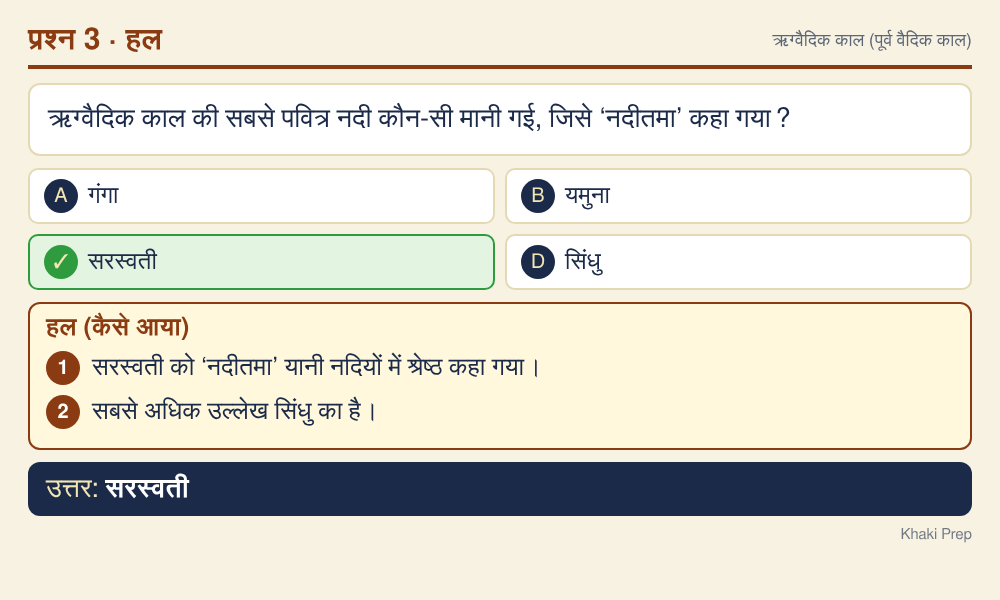 प्रश्न 3 · हल
ऋग्वैदिक काल (पूर्व वैदिक काल)
ऋग्वैदिक काल की सबसे पवित्र नदी कौन-सी मानी गई, जिसे ‘नदीतमा’ कहा गया ?
A गंगा
B यमुना
✓ सरस्वती
D सिंधु
हल (कैसे आया)
1 सरस्वती को ‘नदीतमा’ यानी नदियों में श्रेष्ठ कहा गया।
2 सबसे अधिक उल्लेख सिंधु का है।
उत्तर: सरस्वती
Khaki Prep